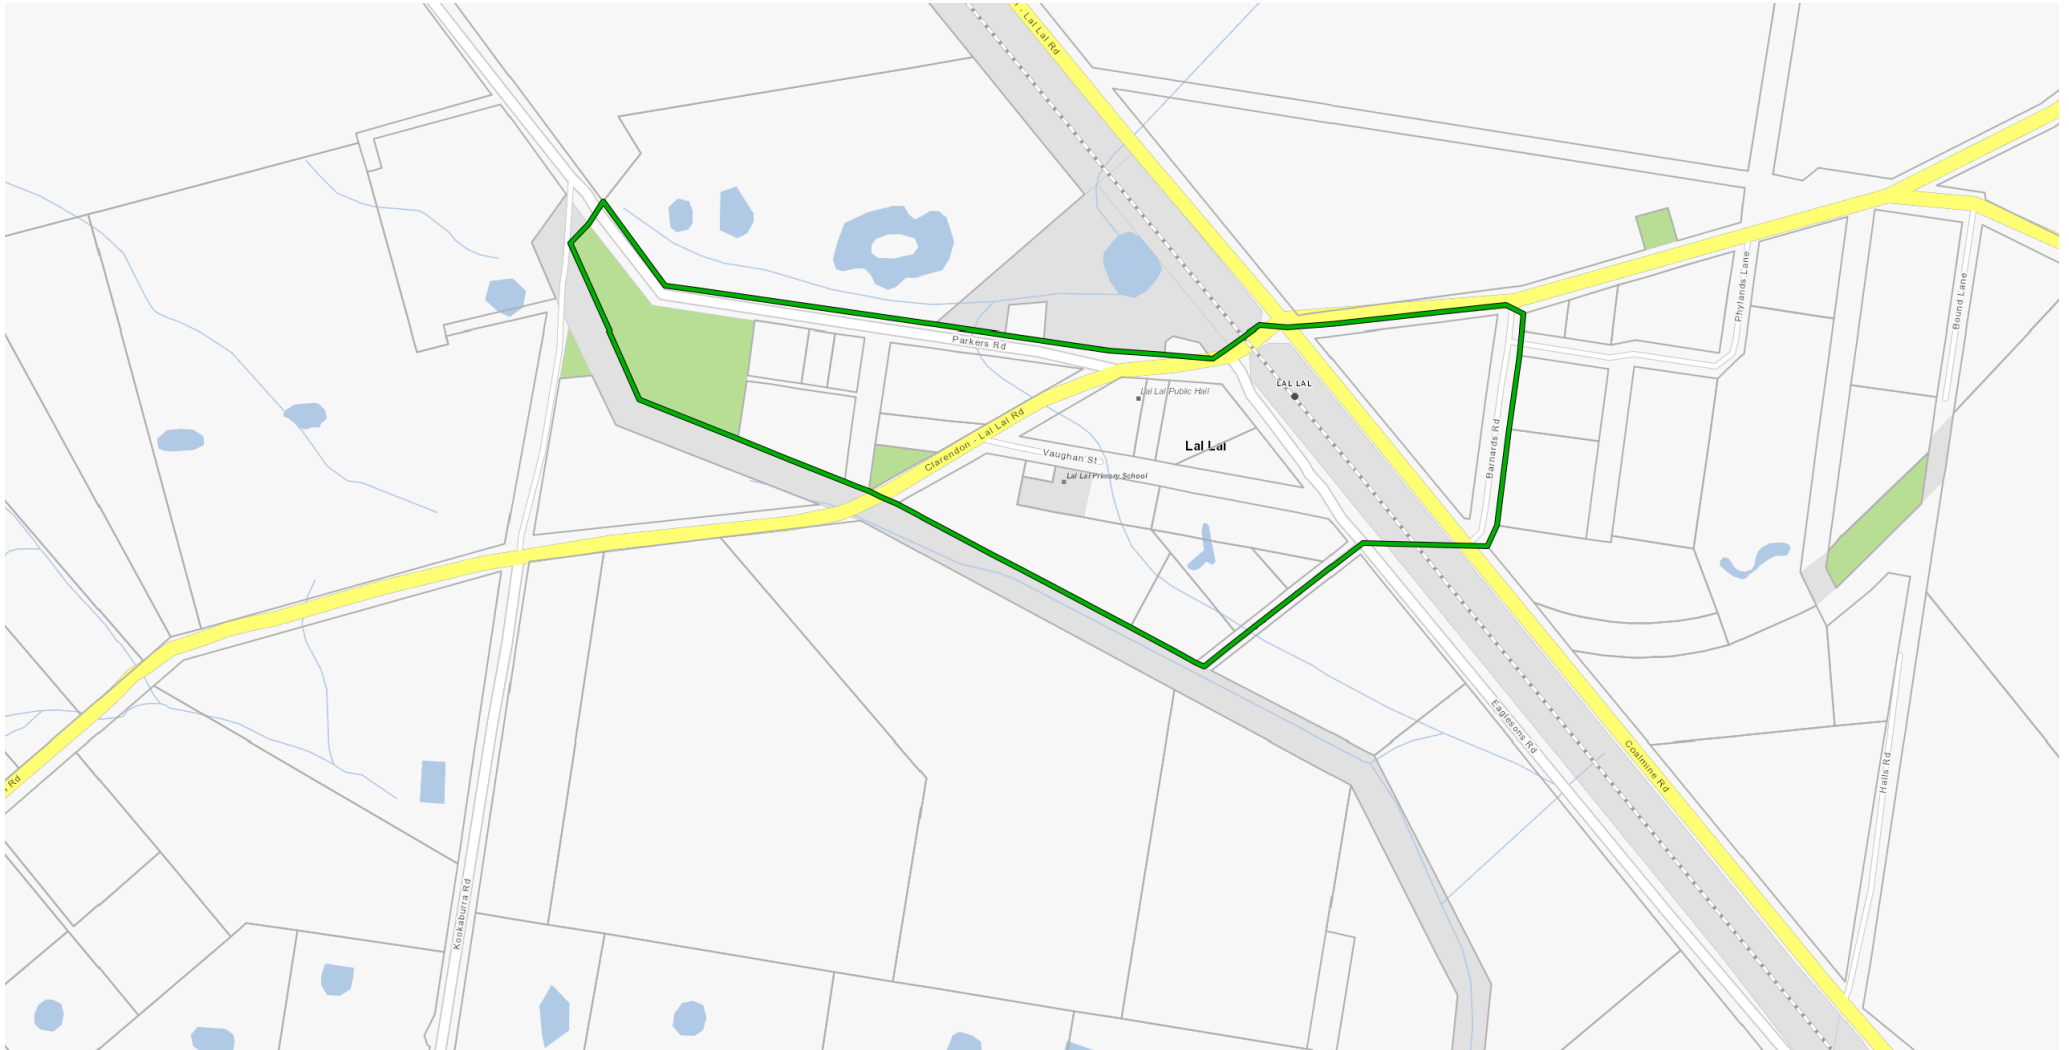 - Lal Lal Rd
Parkers Rd
LAL LAL
Lal Lal Public Hall
Clarendon - Lal Lal Rd
Lal Lal
Vaughan St
Lal Lal Primary School
Barnards Rd
Phylands Lane
Bound Lane
Eaglesons Rd
Coalmine Rd
Halls Rd
Rd
Kookaburra Rd